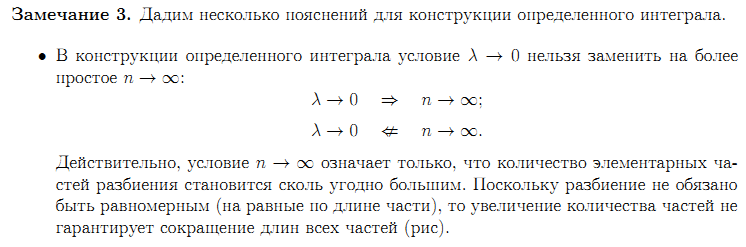 Замечание 3. Дадим несколько пояснений для конструкции определенного интеграла.
• В конструкции определенного интеграла условие λ → 0 нельзя заменить на более
простое n → ∞:
λ → 0 ⇒ n → ∞;
λ → 0 ⇍ n → ∞.
Действительно, условие n → ∞ означает только, что количество элементарных ча-
стей разбиения становится сколь угодно большим. Поскольку разбиение не обязано
быть равномерным (на равные по длине части), то увеличение количества частей не
гарантирует сокращение длин всех частей (рис).